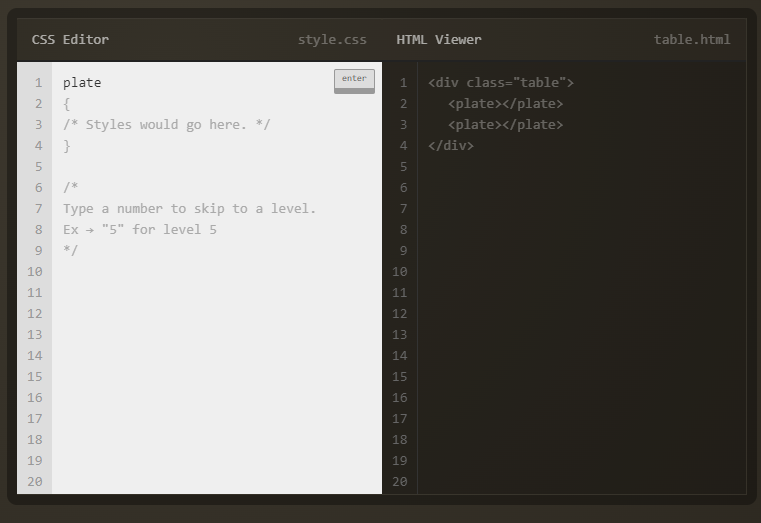 CSS Editor style.css
enter
1 plate
2 {
3 /* Styles would go here. */
4 }
5
6 /*
7 Type a number to skip to a level.
8 Ex → "5" for level 5
9 */
10
11
12
13
14
15
16
17
18
19
20
HTML Viewer table.html
1 <div class="table">
2 <plate></plate>
3 <plate></plate>
4 </div>
5
6
7
8
9
10
11
12
13
14
15
16
17
18
19
20